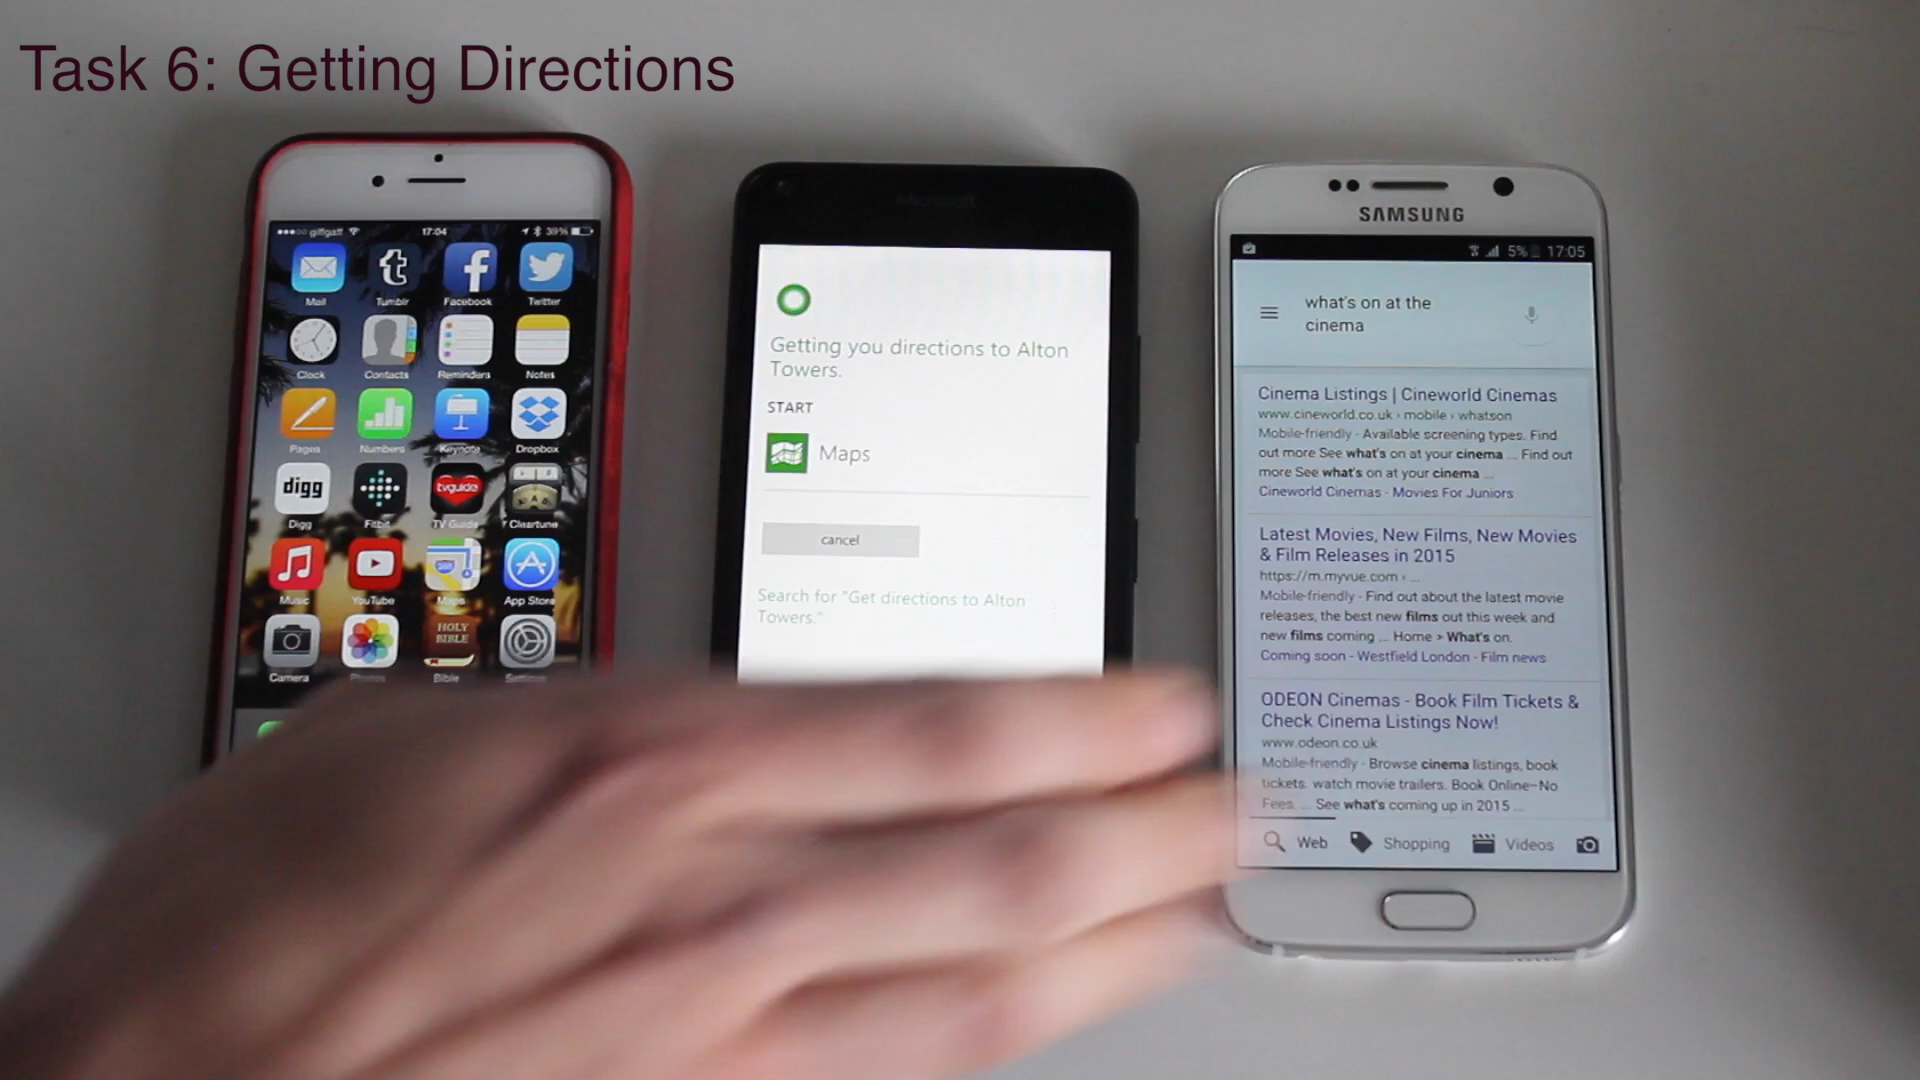 Task 6: Getting Directions
giffgaff
17:04
39%
Mail
Tumblr
Facebook
Twitter
Clock
Contacts
Reminders
Notes
Pages
Numbers
Keynote
Dropbox
digg
tvguide
Digg
Fitbit
TV Guide
Cleartune
Music
YouTube
Maps
App Store
HOLY
BIBLE
Camera
Photos
Bible
Settings
Getting you directions to Alton
Towers.
START
Maps
cancel
Search for "Get directions to Alton
Towers."
SAMSUNG
5%
17:05
what's on at the
cinema
Cinema Listings | Cineworld Cinemas
www.cineworld.co.uk › mobile › whatson
Mobile-friendly - Available screening types. Find
out more See what's on at your cinema ... Find out
more See what's on at your cinema ...
Cineworld Cinemas - Movies For Juniors
Latest Movies, New Films, New Movies
& Film Releases in 2015
https://m.myvue.com › ...
Mobile-friendly - Find out about the latest movie
releases, the best new films out this week and
new films coming ... Home > What's on.
Coming soon - Westfield London - Film news
ODEON Cinemas - Book Film Tickets &
Check Cinema Listings Now!
www.odeon.co.uk
Mobile-friendly - Browse cinema listings, book
tickets. watch movie trailers. Book Online–No
Fees. ... See what's coming up in 2015 ...
Web
Shopping
Videos